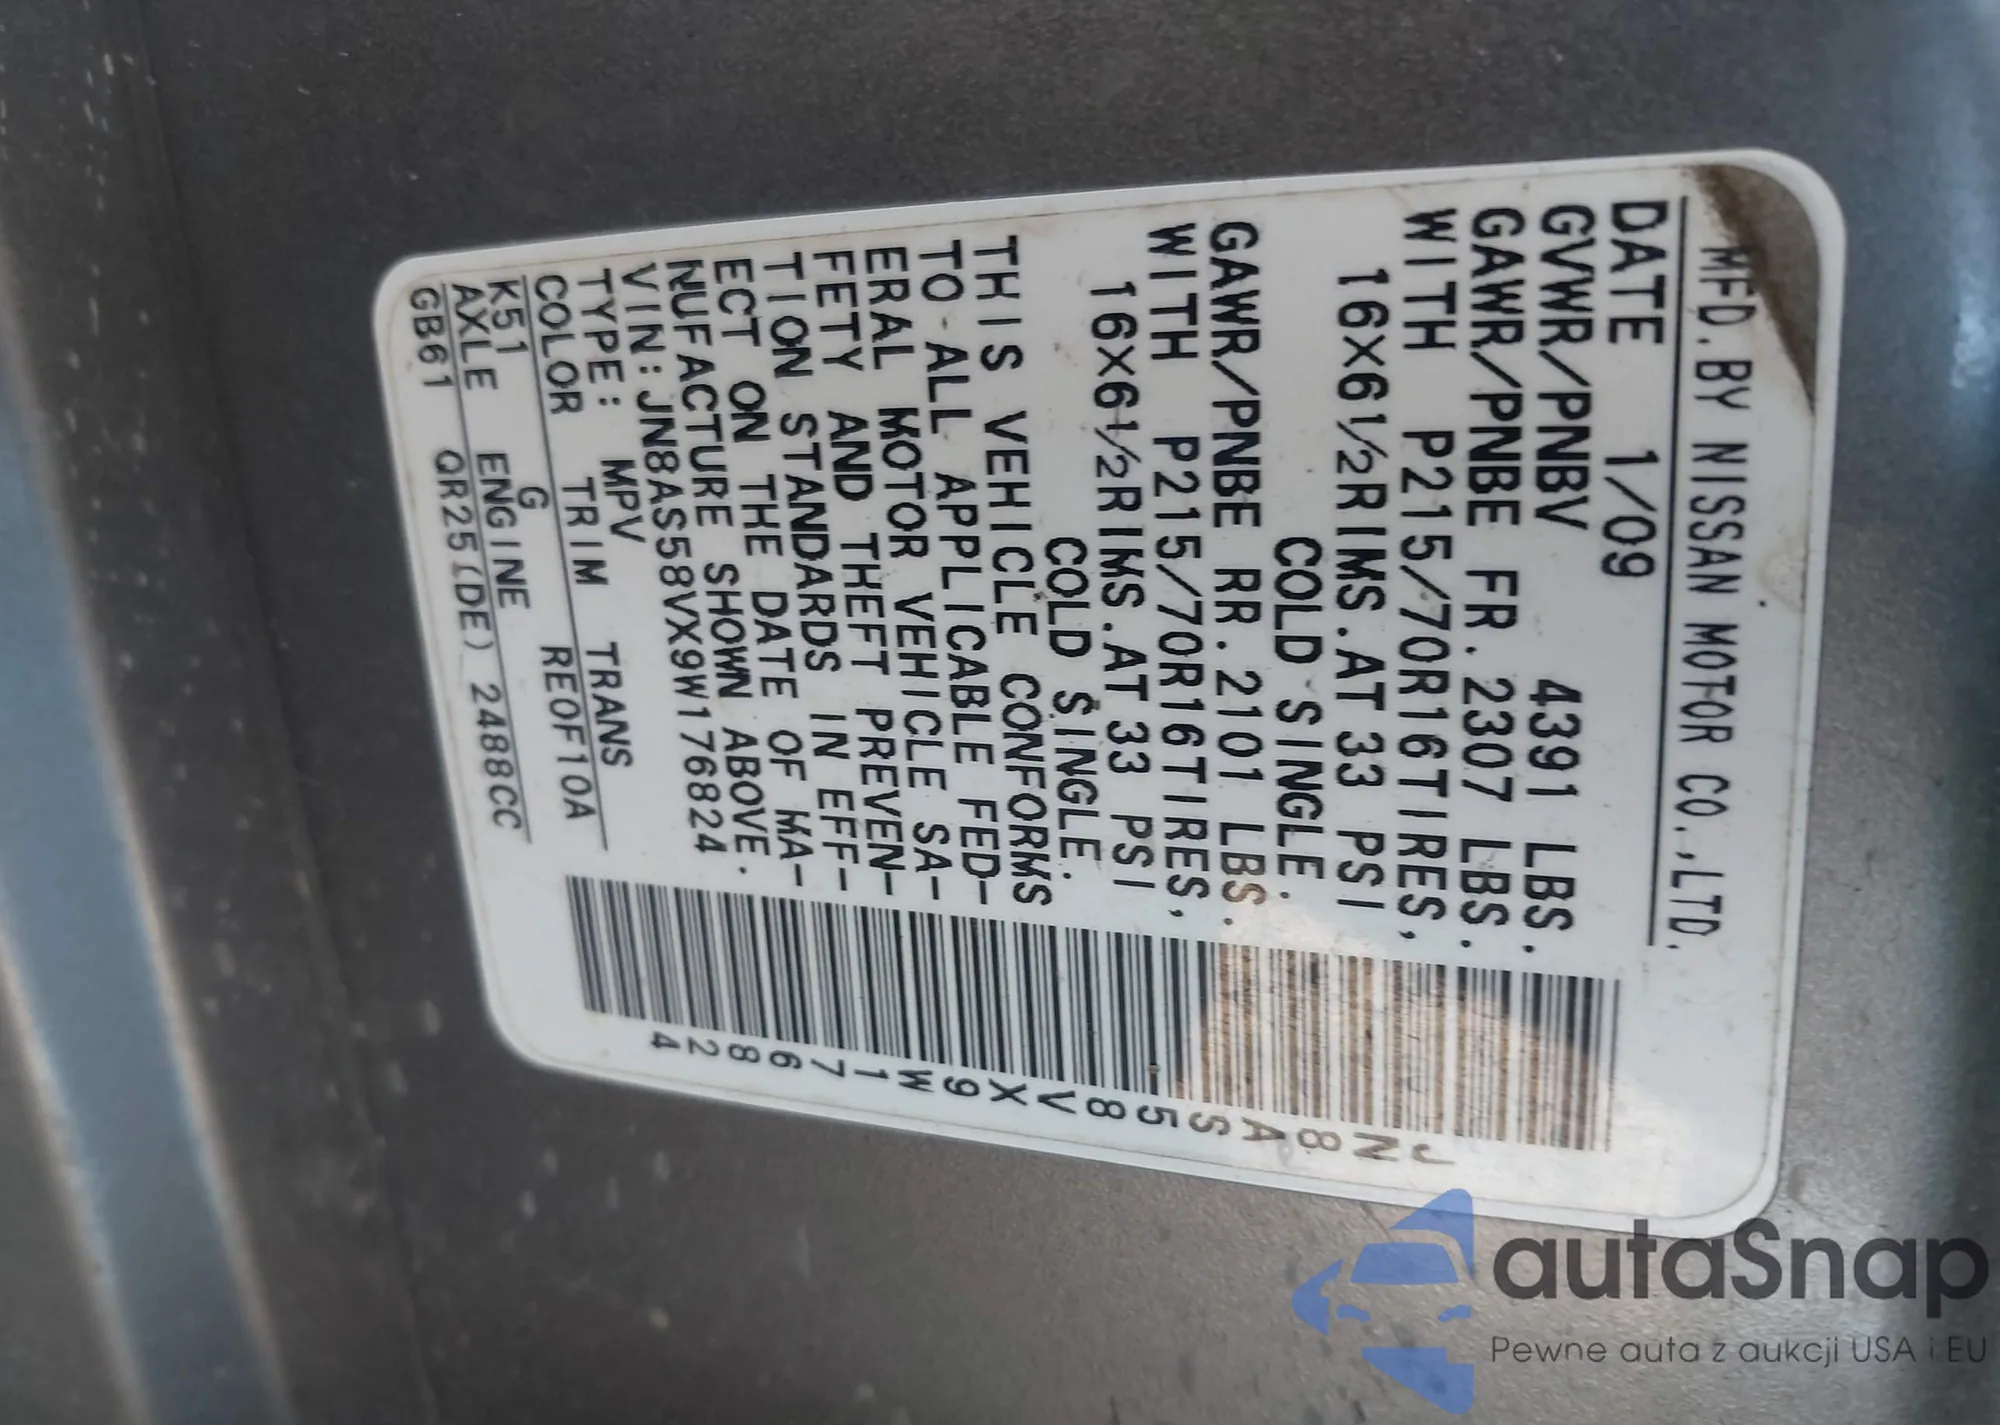 MFD.BY NISSAN MOTOR CO.,LTD.
DATE 1/09
GVWR/PNBV 4391 LBS.
GAWR/PNBE FR.2307 LBS.
WITH P215/70R16TIRES,
16X6½RIMS.AT 33 PSI
COLD SINGLE.
GAWR/PNBE RR.2101 LBS.
WITH P215/70R16TIRES,
16X6½RIMS.AT 33 PSI
COLD SINGLE.
THIS VEHICLE CONFORMS
TO ALL APPLICABLE FED-
ERAL MOTOR VEHICLE SA-
FETY AND THEFT PREVEN-
TION STANDARDS IN EFF-
ECT ON THE DATE OF MA-
NUFACTURE SHOWN ABOVE.
VIN:JN8AS58VX9W176824
TYPE: MPV
COLOR TRIM TRANS
K51 G RE0F10A
AXLE ENGINE
GB61 QR25(DE) 2488CC
JN8AS58VX9W176824
autaSnap
Pewne auta z aukcji USA i EU